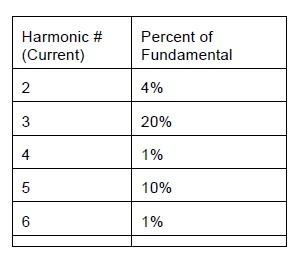 Harmonic # Percent of
(Current) Fundamental
2 4%
3 20%
4 1%
5 10%
6 1%